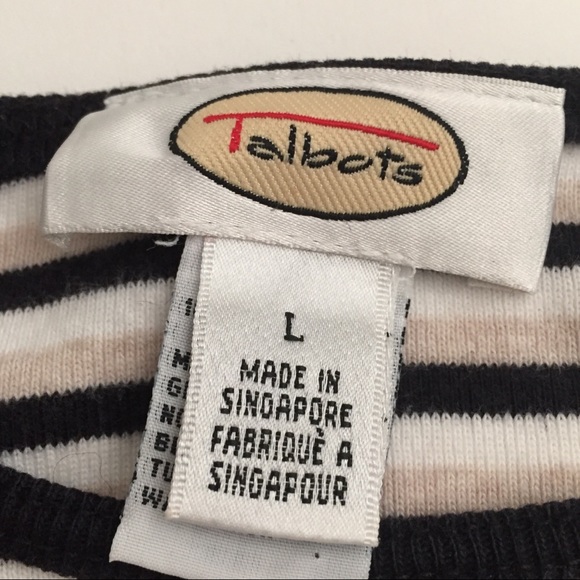 Talbots
L
MADE IN
SINGAPORE
FABRIQUÈ A
SINGAPOUR